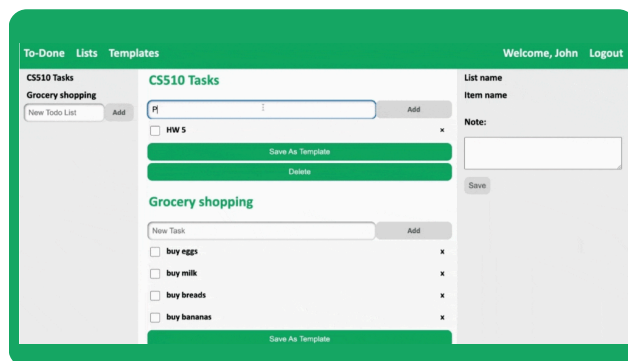 To-Done Lists Templates Welcome, John Logout
CS510 Tasks
Grocery shopping
New Todo List Add
CS510 Tasks
P Add
HW 5 x
Save As Template
Delete
Grocery shopping
New Task Add
buy eggs x
buy milk x
buy breads x
buy bananas x
Save As Template
List name
Item name
Note:
Save